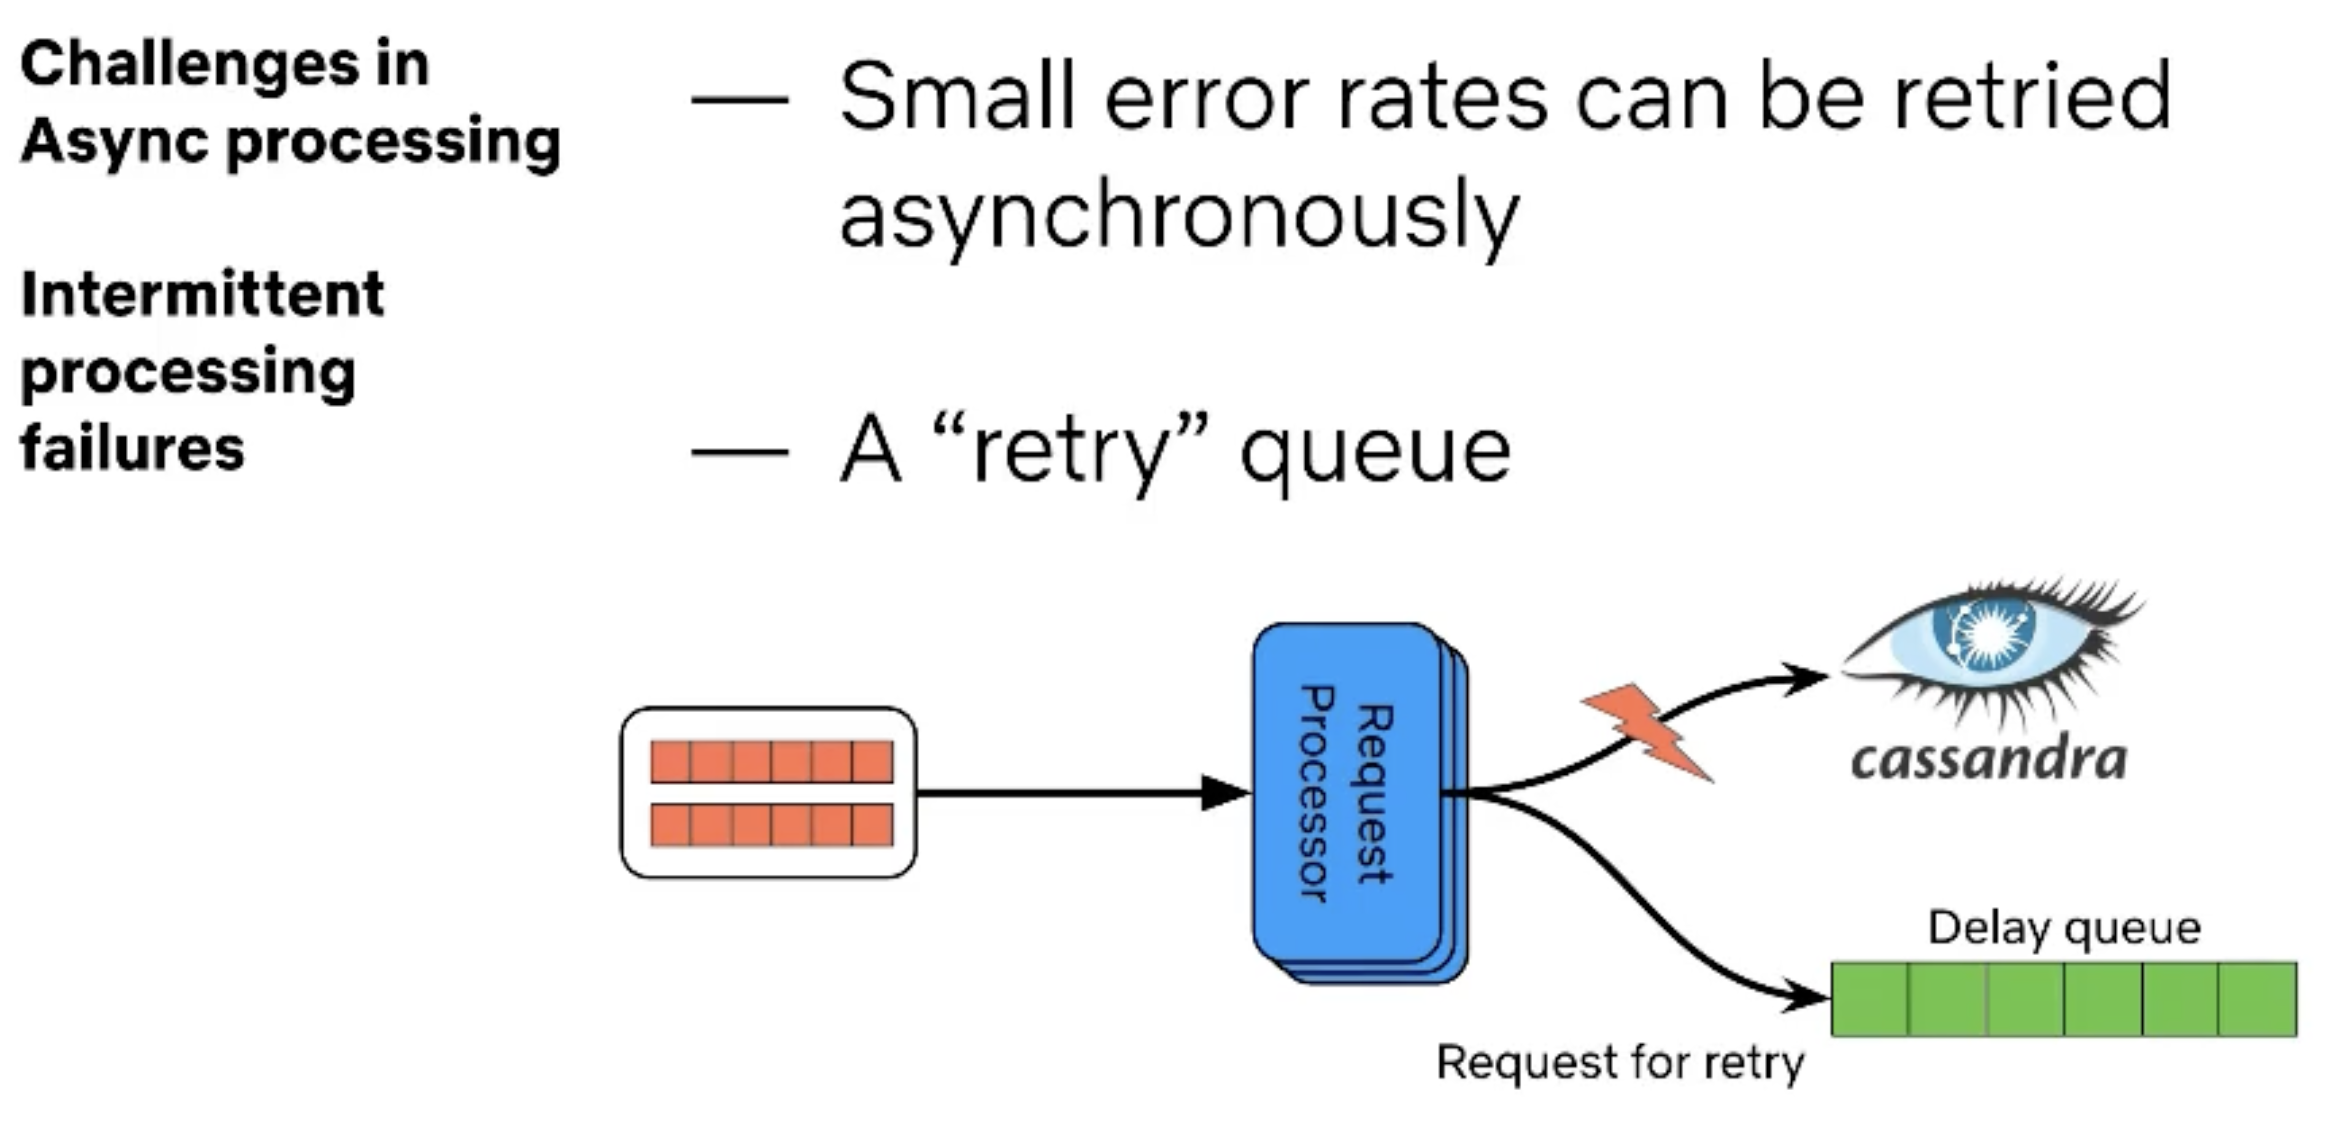 Challenges in
Async processing
Intermittent
processing
failures
— Small error rates can be retried
asynchronously
— A “retry” queue
Request
Processor
cassandra
Delay queue
Request for retry